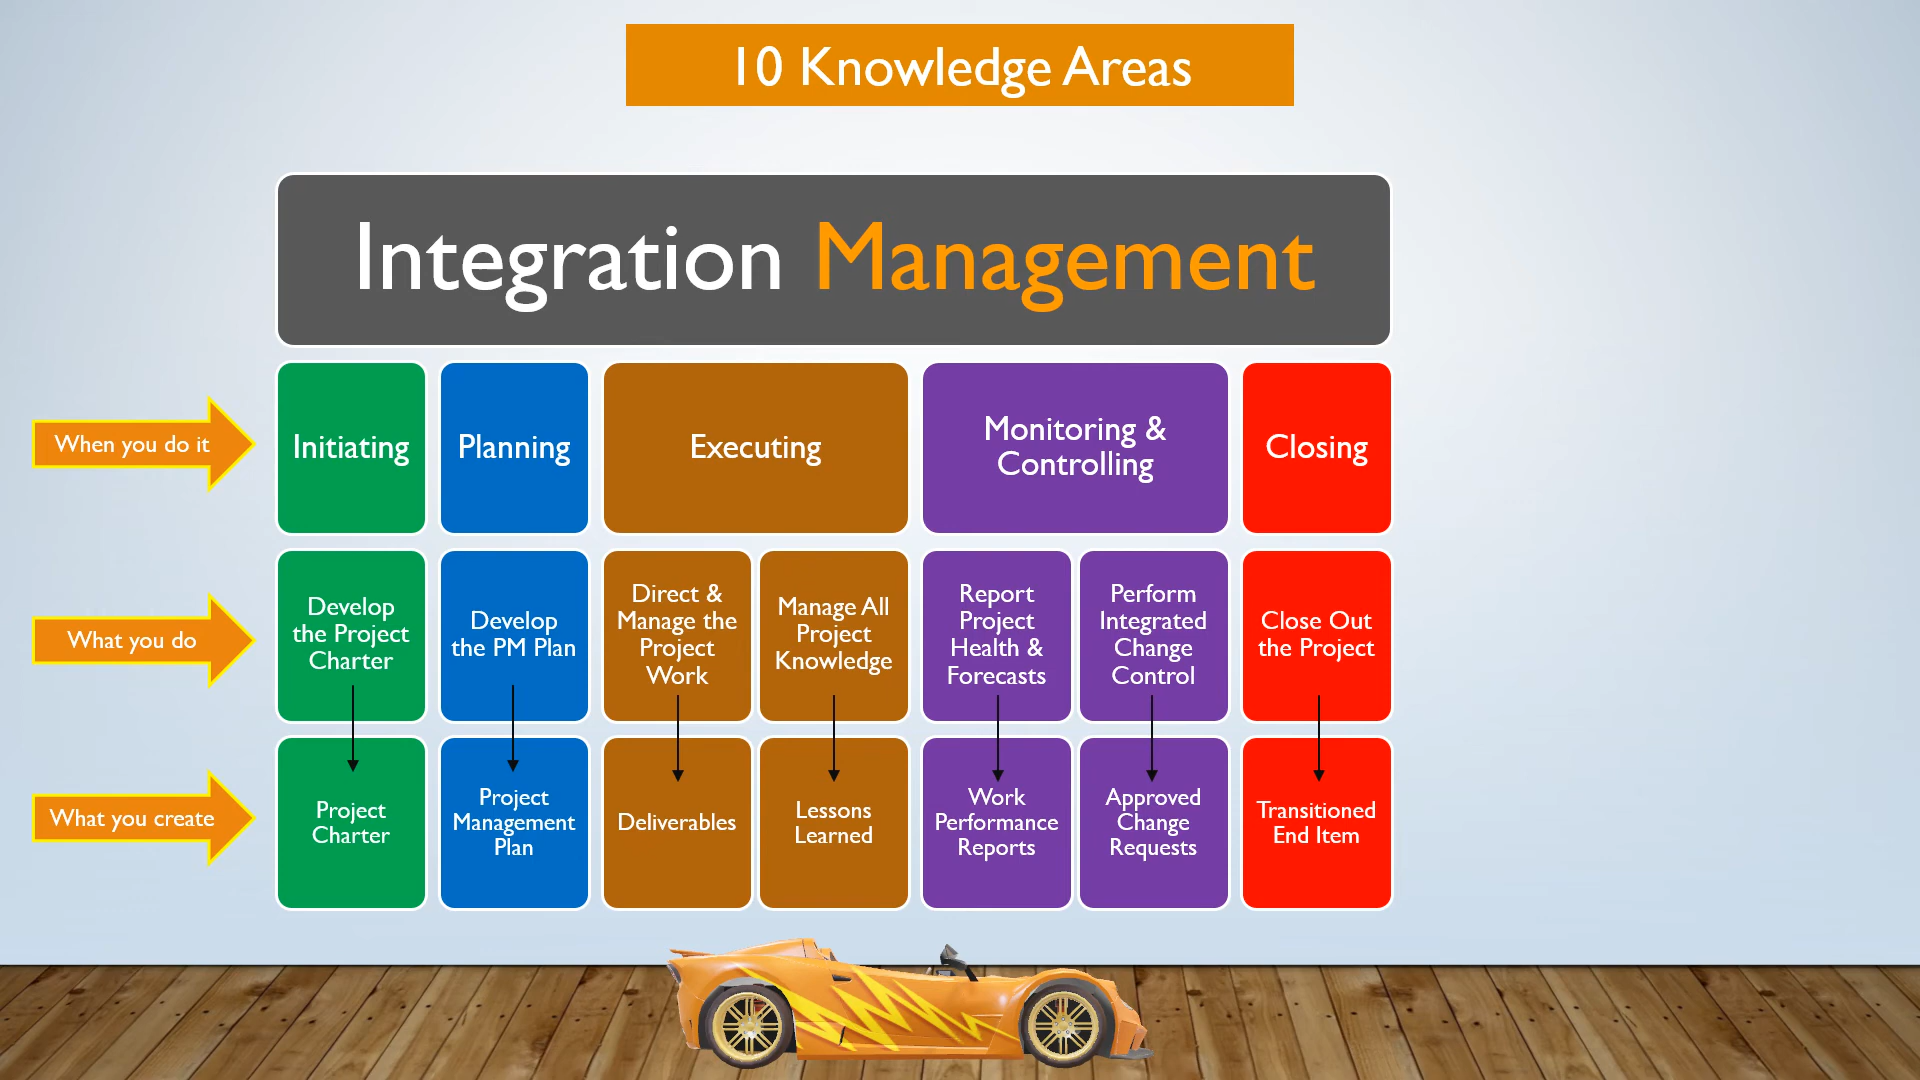 10 Knowledge Areas
Integration Management
When you do it
Initiating
Planning
Executing
Monitoring &
Controlling
Closing
What you do
Develop
the Project
Charter
Develop
the PM Plan
Direct &
Manage the
Project
Work
Manage All
Project
Knowledge
Report
Project
Health &
Forecasts
Perform
Integrated
Change
Control
Close Out
the Project
What you create
Project
Charter
Project
Management
Plan
Deliverables
Lessons
Learned
Work
Performance
Reports
Approved
Change
Requests
Transitioned
End Item